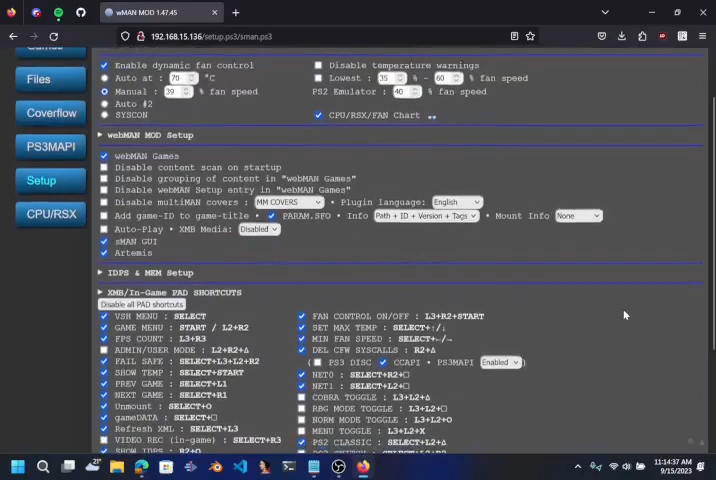 wMAN MOD 1.47.45
192.168.15.136/setup.ps3/sman.ps3
Games
Files
Coverflow
PS3MAPI
Setup
CPU/RSX
Enable dynamic fan control
Disable temperature warnings
Auto at : 70 °C
Lowest : 35 % - 60 % fan speed
Manual : 39 % fan speed
PS2 Emulator : 40 % fan speed
Auto #2
SYSCON
CPU/RSX/FAN Chart
webMAN MOD Setup
webMAN Games
Disable content scan on startup
Disable grouping of content in "webMAN Games"
Disable webMAN Setup entry in "webMAN Games"
Disable multiMAN covers : MM COVERS • Plugin language: English
Add game-ID to game-title • PARAM.SFO • Info Path + ID + Version + Tags • Mount Info None
Auto-Play • XMB Media: Disabled
sMAN GUI
Artemis
IDPS & MEM Setup
XMB/In-Game PAD SHORTCUTS
Disable all PAD shortcuts
VSH MENU : SELECT
FAN CONTROL ON/OFF : L3+R2+START
GAME MENU : START / L2+R2
SET MAX TEMP : SELECT+↑/↓
FPS COUNT : L3+R3
MIN FAN SPEED : SELECT+←/→
ADMIN/USER MODE : L2+R2+Δ
DEL CFW SYSCALLS : R2+Δ
FAIL SAFE : SELECT+L3+L2+R2
( PS3 DISC CCAPI • PS3MAPI Enabled )
SHOW TEMP : SELECT+START
NET0 : SELECT+R2+□
PREV GAME : SELECT+L1
NET1 : SELECT+L2+□
NEXT GAME : SELECT+R1
COBRA TOGGLE : L3+L2+Δ
Unmount : SELECT+O
RBG MODE TOGGLE : L3+L2+□
gameDATA : SELECT+□
NORM MODE TOGGLE : L3+L2+O
Refresh XML : SELECT+L3
MENU TOGGLE : L3+L2+X
VIDEO REC (in-game) : SELECT+R3
PS2 CLASSIC : SELECT+L2+Δ
SHOW IDPS : R2+O
21°
11:14:37 AM
9/15/2023